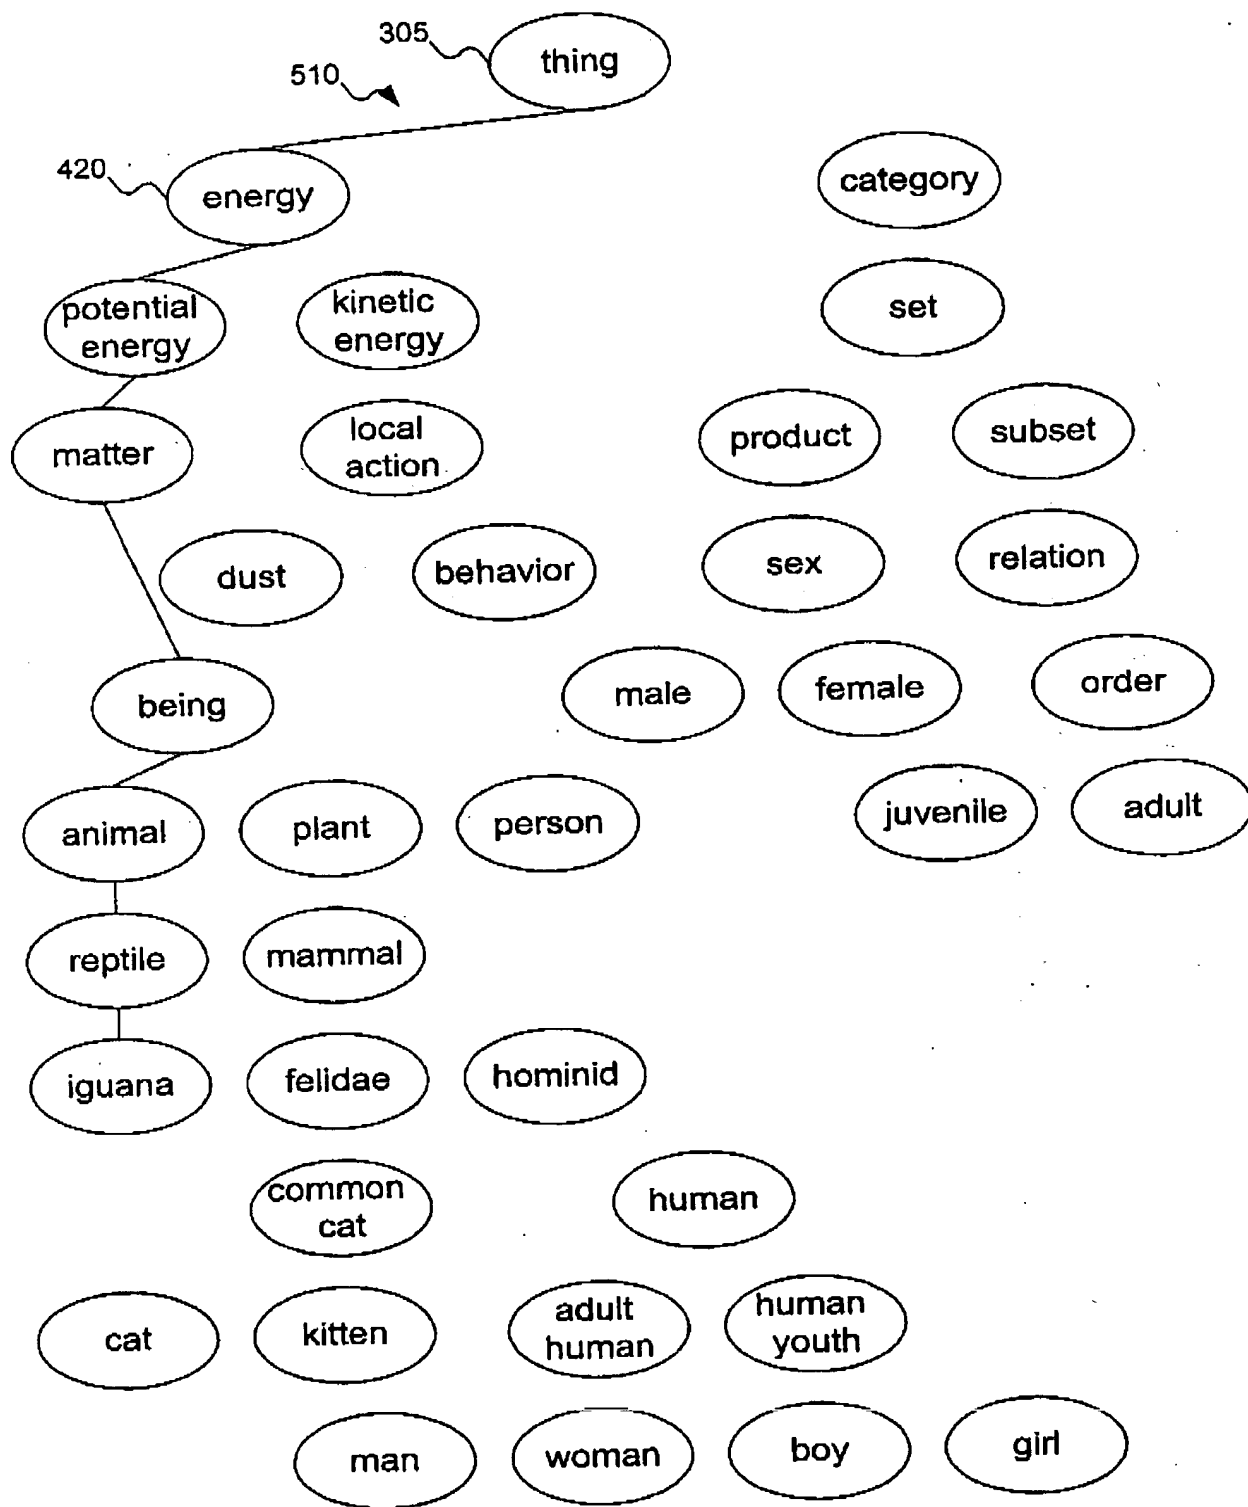 305
thing
510
420
energy
category
potential
energy
kinetic
energy
set
matter
local
action
product
subset
dust
behavior
sex
relation
being
male
female
order
animal
plant
person
juvenile
adult
reptile
mammal
iguana
felidae
hominid
common
cat
human
cat
kitten
adult
human
human
youth
man
woman
boy
girl